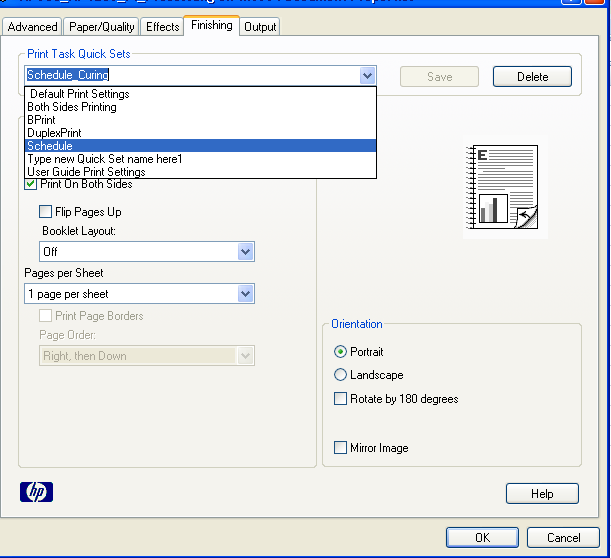 Advanced
Paper/Quality
Effects
Finishing
Output
Print Task Quick Sets
Schedule_Curing
Save
Delete
Default Print Settings
Both Sides Printing
BPrint
DuplexPrint
Schedule
Type new Quick Set name here1
User Guide Print Settings
Print On Both Sides
E
Flip Pages Up
Booklet Layout:
Off
Pages per Sheet
1 page per sheet
Print Page Borders
Page Order:
Right, then Down
Orientation
Portrait
Landscape
Rotate by 180 degrees
Mirror Image
hp
Help
OK
Cancel